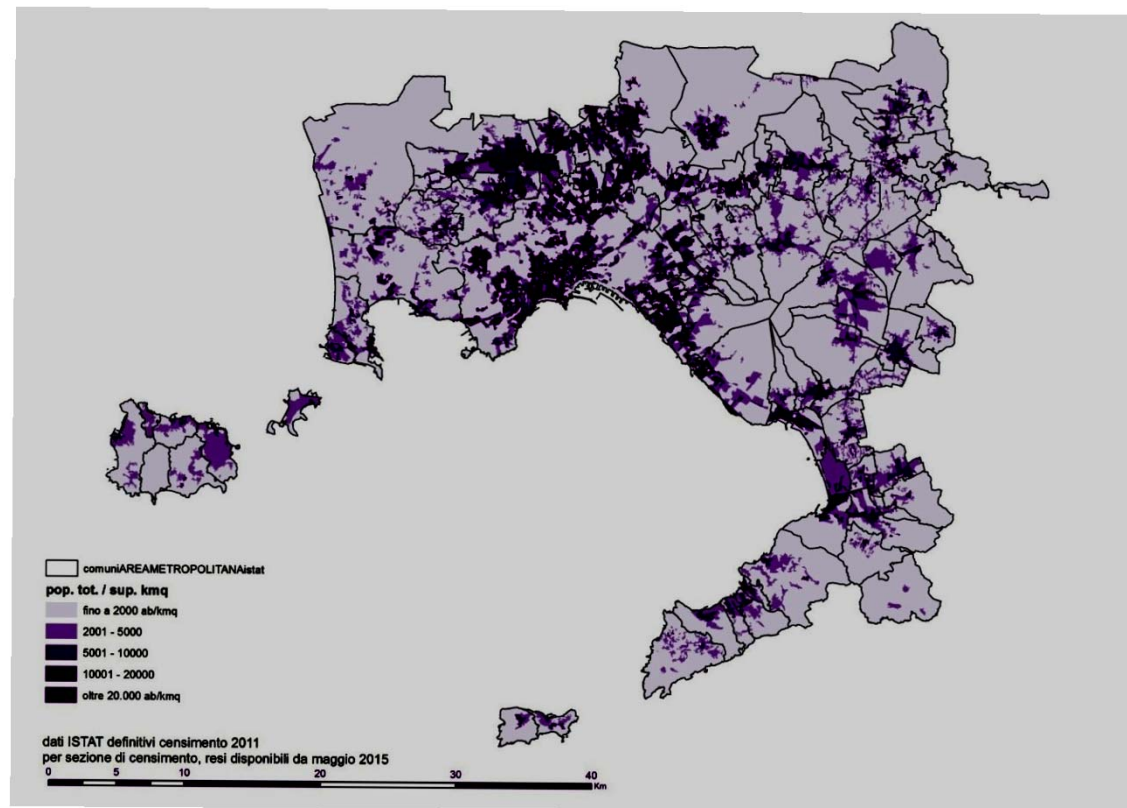 comuniAREAMETROPOLITANAistat
pop. tot. / sup. kmq
fino a 2000 ab/kmq
2001 - 5000
5001 - 10000
10001 - 20000
oltre 20.000 ab/kmq
dati ISTAT definitivi censimento 2011
per sezione di censimento, resi disponibili da maggio 2015
0 5 10 20 30 40
Km